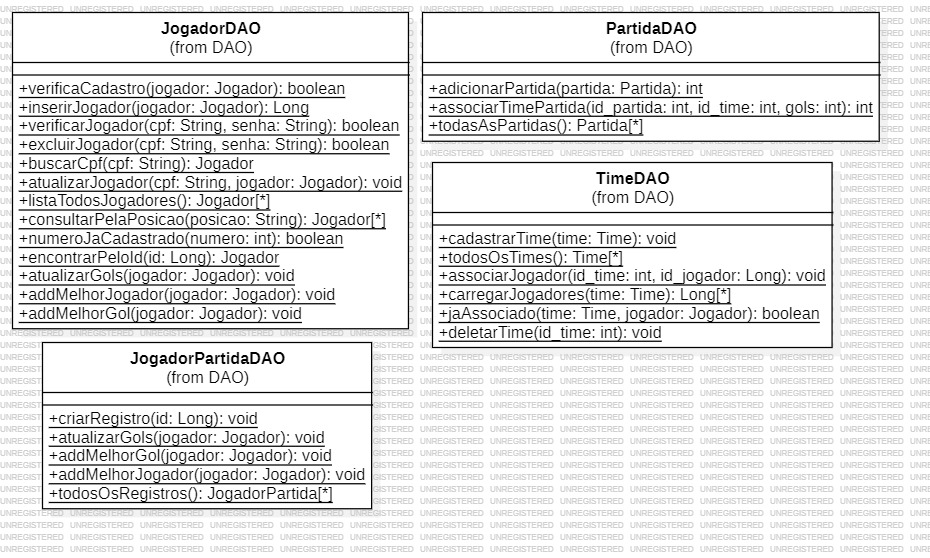 JogadorDAO
(from DAO)
+verificaCadastro(jogador: Jogador): boolean
+inserirJogador(jogador: Jogador): Long
+verificarJogador(cpf: String, senha: String): boolean
+excluirJogador(cpf: String, senha: String): boolean
+buscarCpf(cpf: String): Jogador
+atualizarJogador(cpf: String, jogador: Jogador): void
+listaTodosJogadores(): Jogador[*]
+consultarPelaPosicao(posicao: String): Jogador[*]
+numeroJaCadastrado(numero: int): boolean
+encontrarPeloId(id: Long): Jogador
+atualizarGols(jogador: Jogador): void
+addMelhorJogador(jogador: Jogador): void
+addMelhorGol(jogador: Jogador): void
PartidaDAO
(from DAO)
+adicionarPartida(partida: Partida): int
+associarTimePartida(id_partida: int, id_time: int, gols: int): int
+todasAsPartidas(): Partida[*]
TimeDAO
(from DAO)
+cadastrarTime(time: Time): void
+todosOsTimes(): Time[*]
+associarJogador(id_time: int, id_jogador: Long): void
+carregarJogadores(time: Time): Long[*]
+jaAssociado(time: Time, jogador: Jogador): boolean
+deletarTime(id_time: int): void
JogadorPartidaDAO
(from DAO)
+criarRegistro(id: Long): void
+atualizarGols(jogador: Jogador): void
+addMelhorGol(jogador: Jogador): void
+addMelhorJogador(jogador: Jogador): void
+todosOsRegistros(): JogadorPartida[*]
UNREGISTERED